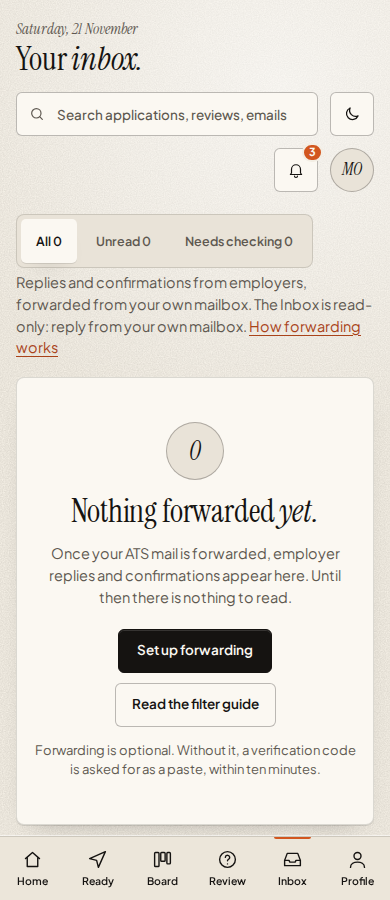 Saturday, 21 November
Your inbox.
Search applications, reviews, emails
3
MO
All 0 Unread 0 Needs checking 0
Replies and confirmations from employers,
forwarded from your own mailbox. The Inbox is read-
only: reply from your own mailbox. How forwarding
works
0
Nothing forwarded yet.
Once your ATS mail is forwarded, employer
replies and confirmations appear here. Until
then there is nothing to read.
Set up forwarding
Read the filter guide
Forwarding is optional. Without it, a verification code
is asked for as a paste, within ten minutes.
Home Ready Board Review Inbox Profile